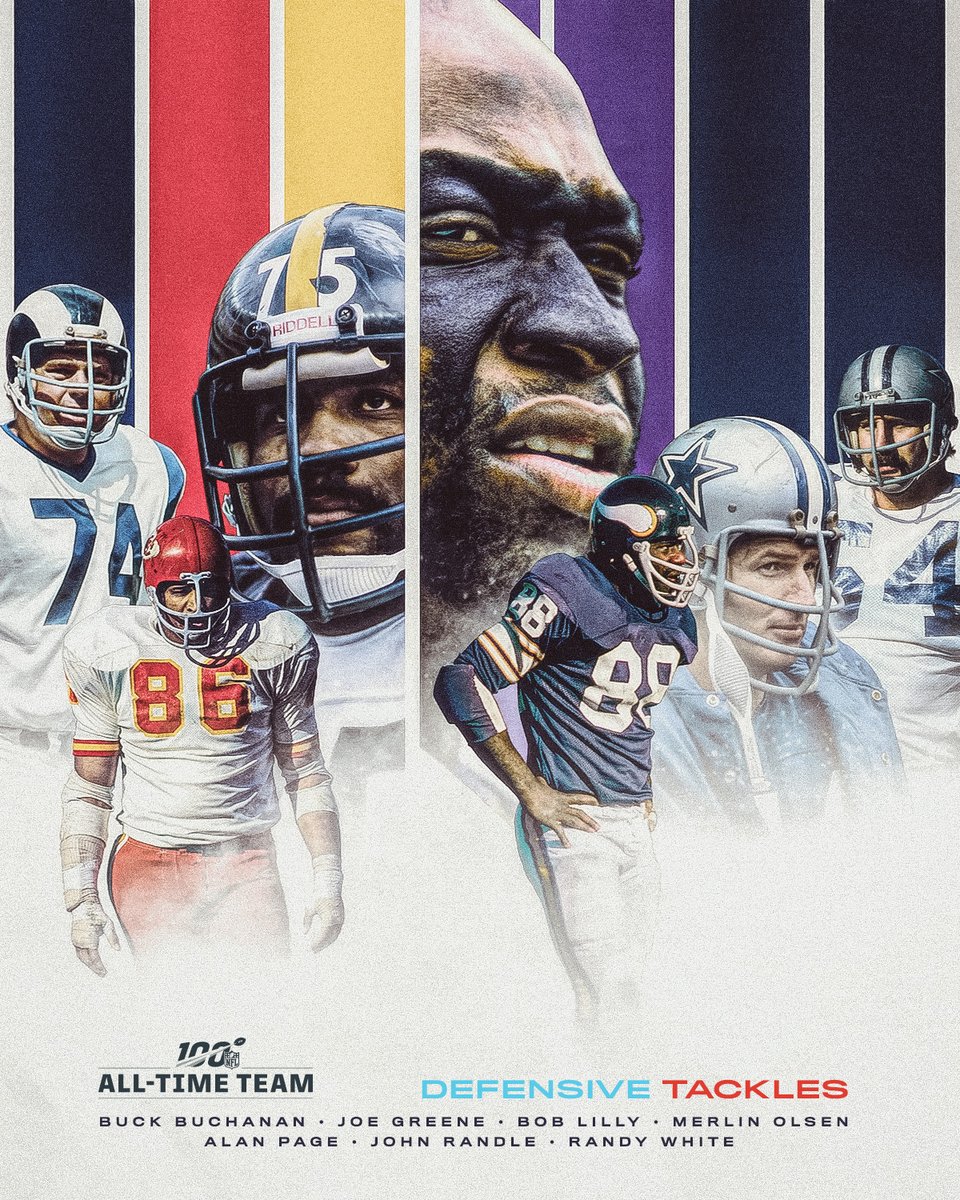 75
RIDDELL
74
86
88
88
54
100
NFL
ALL-TIME TEAM
DEFENSIVE TACKLES
BUCK BUCHANAN • JOE GREENE • BOB LILLY • MERLIN OLSEN
ALAN PAGE • JOHN RANDLE • RANDY WHITE